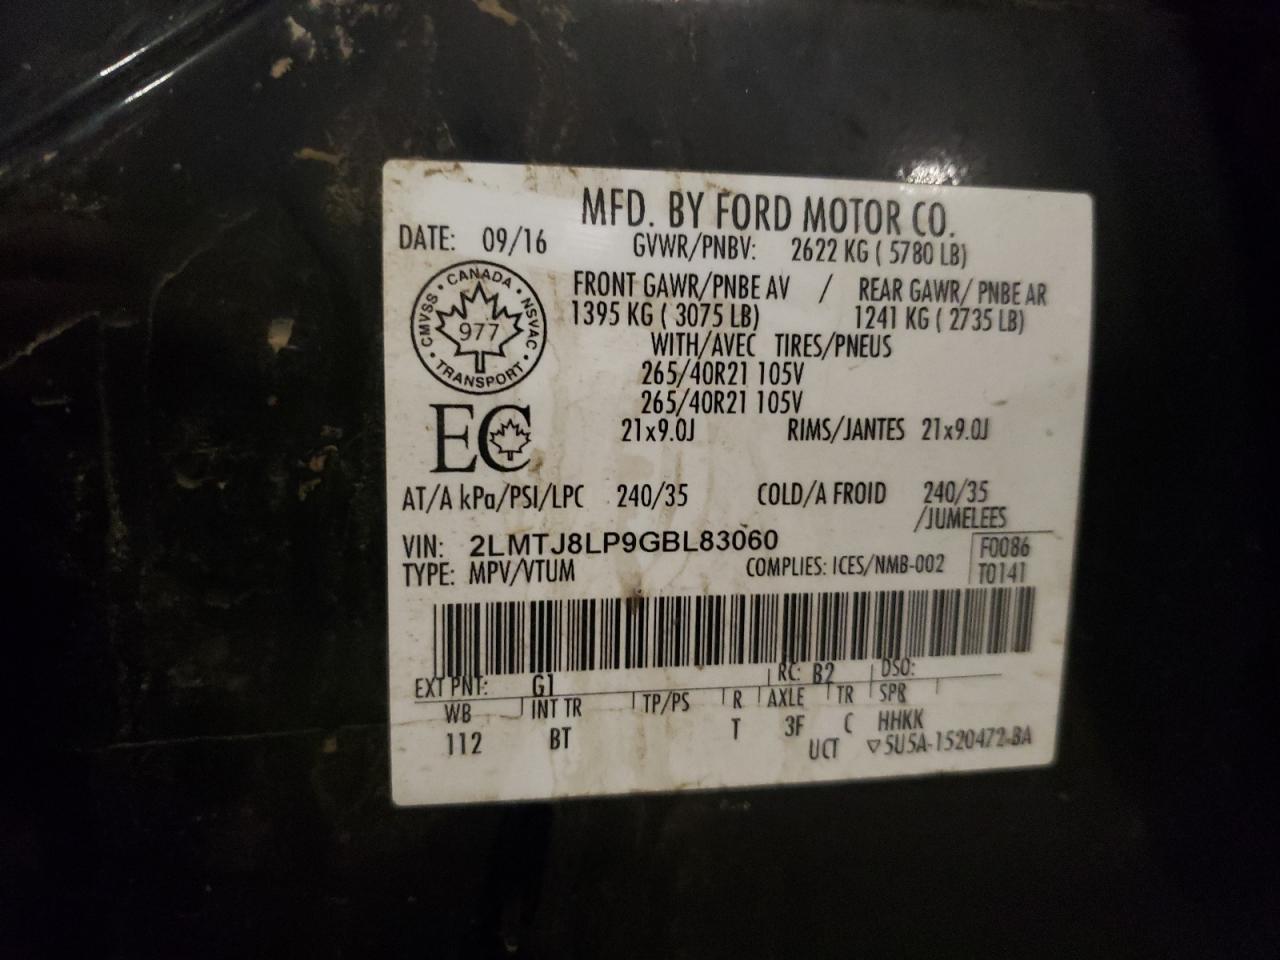 MFD. BY FORD MOTOR CO.
DATE: 09/16 GVWR/PNBV: 2622 KG ( 5780 LB)
FRONT GAWR/PNBE AV / REAR GAWR/ PNBE AR
1395 KG ( 3075 LB) 1241 KG ( 2735 LB)
WITH/AVEC TIRES/PNEUS
265/40R21 105V
265/40R21 105V
21x9.0J RIMS/JANTES 21x9.0J
CMVSS • CANADA • NSVAC • TRANSPORT •
977
EC
AT/A kPa/PSI/LPC 240/35 COLD/A FROID 240/35
/JUMELEES
VIN: 2LMTJ8LP9GBL83060
F0086
TYPE: MPV/VTUM COMPLIES: ICES/NMB-002 T0141
EXT PNT: G1 RC: B2 DSO:
WB INT TR TP/PS R AXLE TR SPR
112 BT T 3F C HHKK
UCT ▽5U5A-1520472-BA